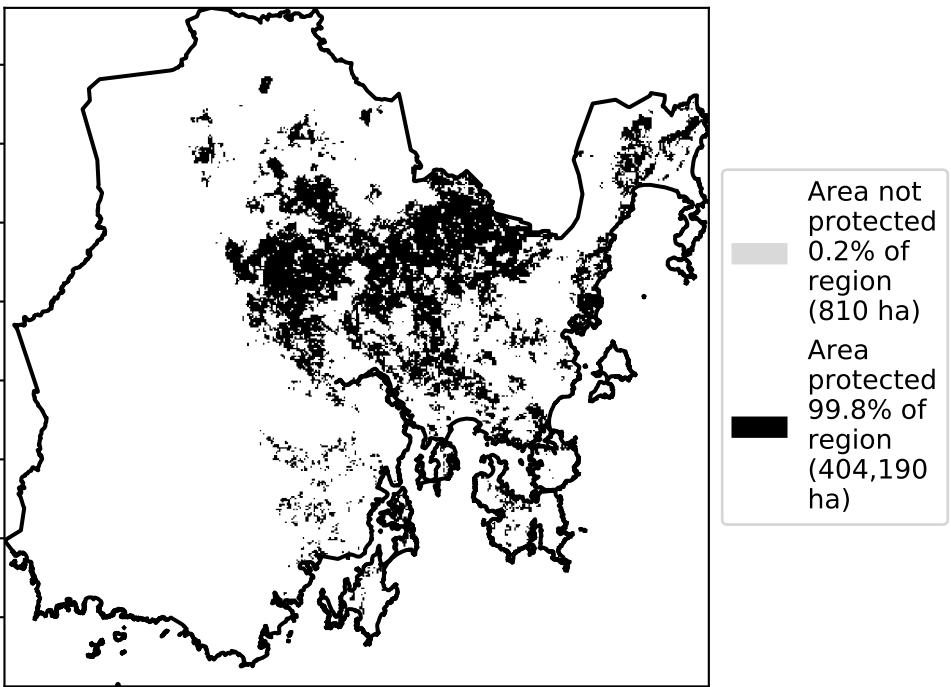 Area not
protected
0.2% of
region
(810 ha)
Area
protected
99.8% of
region
(404,190
ha)